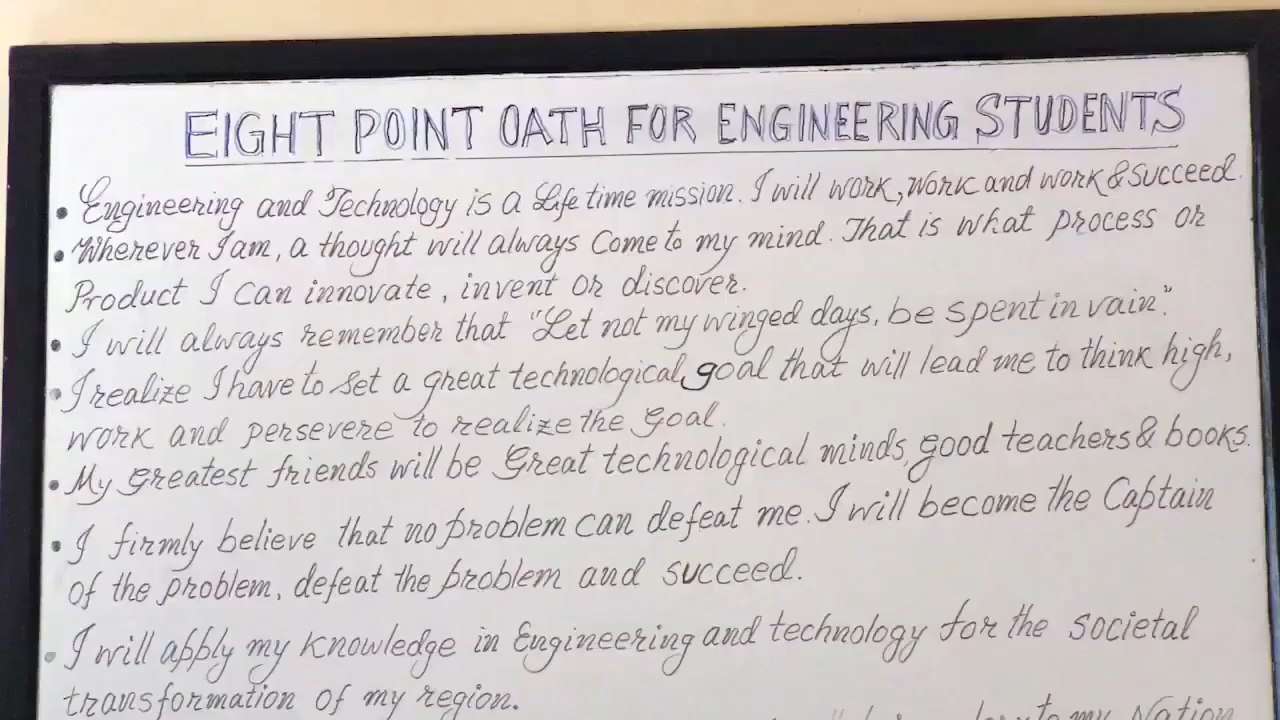 EIGHT POINT OATH FOR ENGINEERING STUDENTS
• Engineering and Technology is a Life time mission. I will work, work and work & succeed.
• Wherever I am, a thought will always come to my mind. That is what process or
Product I can innovate, invent or discover.
• I will always remember that "Let not my winged days, be spent in vain".
• I realize I have to set a great technological goal that will lead me to think high,
work and persevere to realize the goal.
• My greatest friends will be Great technological minds, good teachers & books.
• I firmly believe that no problem can defeat me. I will become the Captain
of the problem, defeat the problem and succeed.
• I will apply my knowledge in Engineering and technology for the societal
transformation of my region.
to my Nation